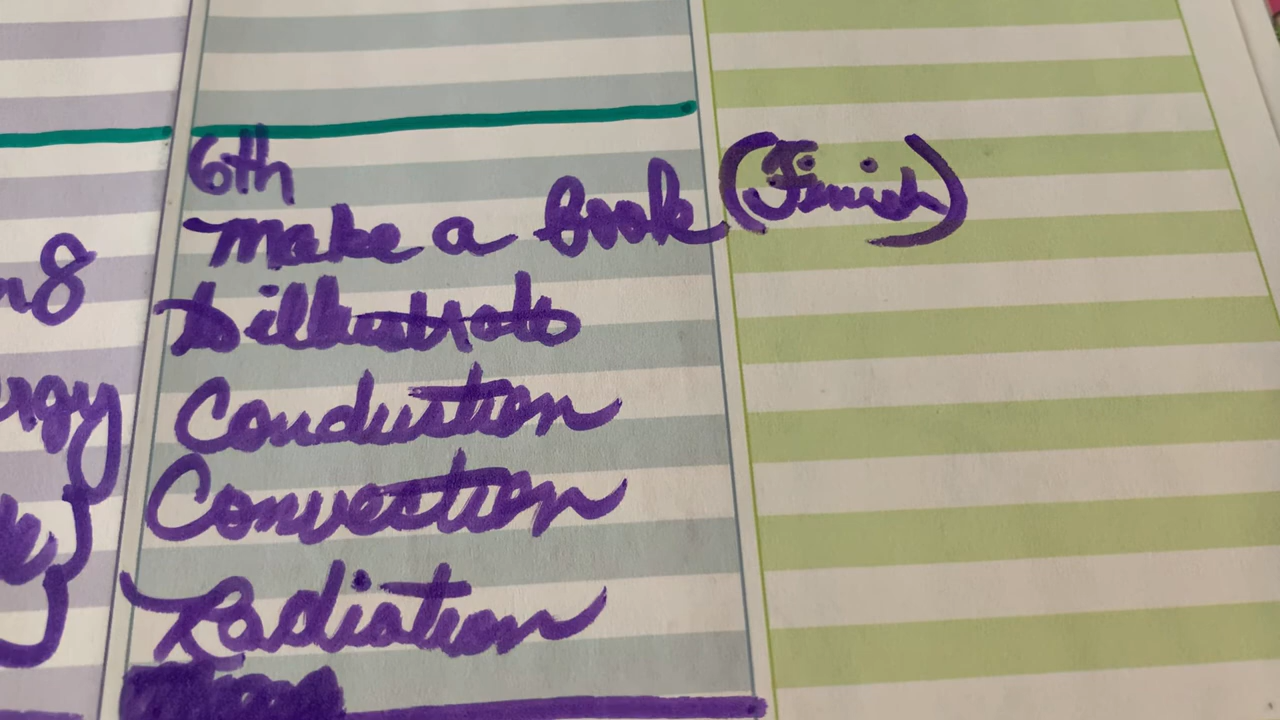 6th
make a book (Finish)
illustrate
Conduction
Convection
Radiation